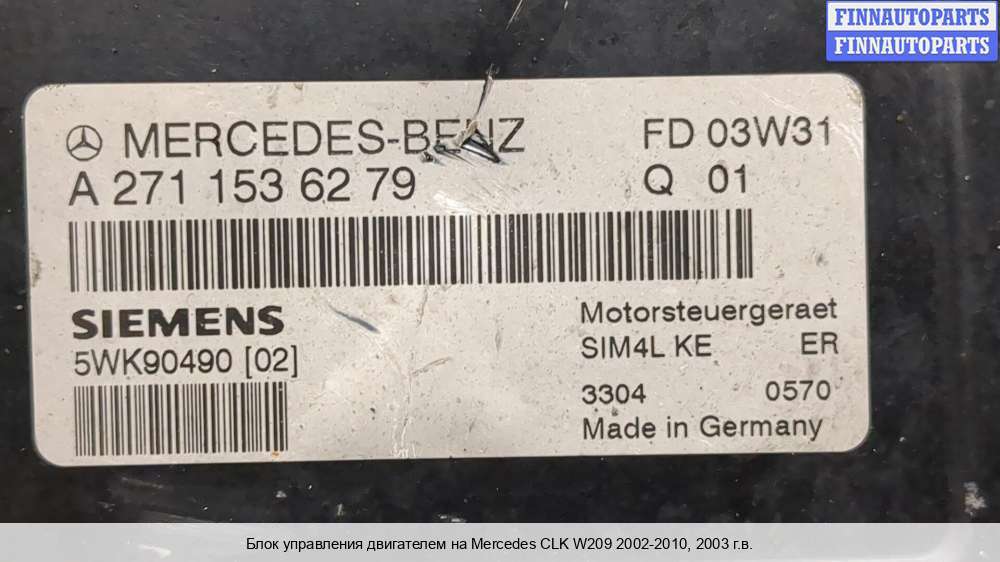 FINNAUTOPARTS
FINNAUTOPARTS
MERCEDES-BENZ FD 03W31
A 271 153 62 79 Q 01
SIEMENS
5WK90490 [02]
Motorsteuergeraet
SIM4L KE ER
3304 0570
Made in Germany
Блок управления двигателем на Mercedes CLK W209 2002-2010, 2003 г.в.